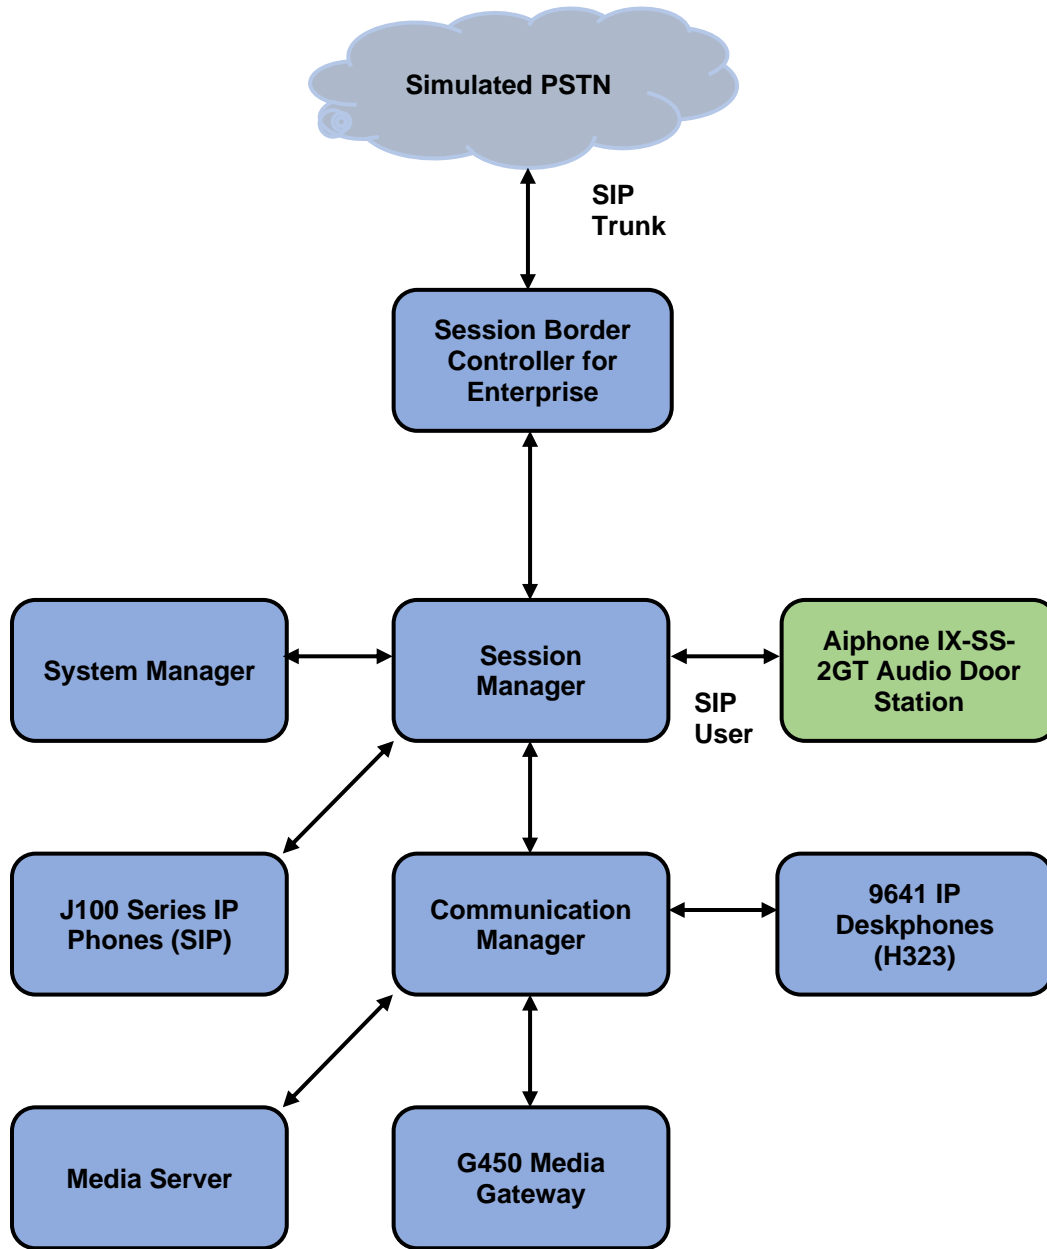 Simulated PSTN
SIP
Trunk
Session Border
Controller for
Enterprise
System Manager
Session
Manager
Aiphone IX-SS-
2GT Audio Door
Station
SIP
User
J100 Series IP
Phones (SIP)
Communication
Manager
9641 IP
Deskphones
(H323)
Media Server
G450 Media
Gateway